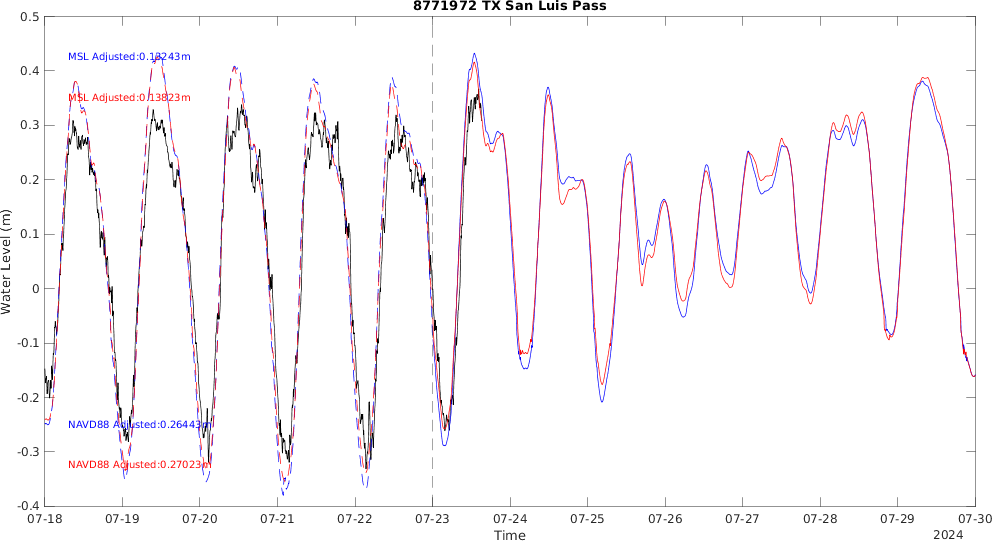 8771972 TX San Luis Pass
0.5
MSL Adjusted:0.13243m
0.4
MSL Adjusted:0.13823m
0.3
0.2
0.1
Water Level (m)
0
-0.1
-0.2
NAVD88 Adjusted:0.26443m
-0.3
NAVD88 Adjusted:0.27023m
-0.4
07-18 07-19 07-20 07-21 07-22 07-23 07-24 07-25 07-26 07-27 07-28 07-29 07-30
Time
2024